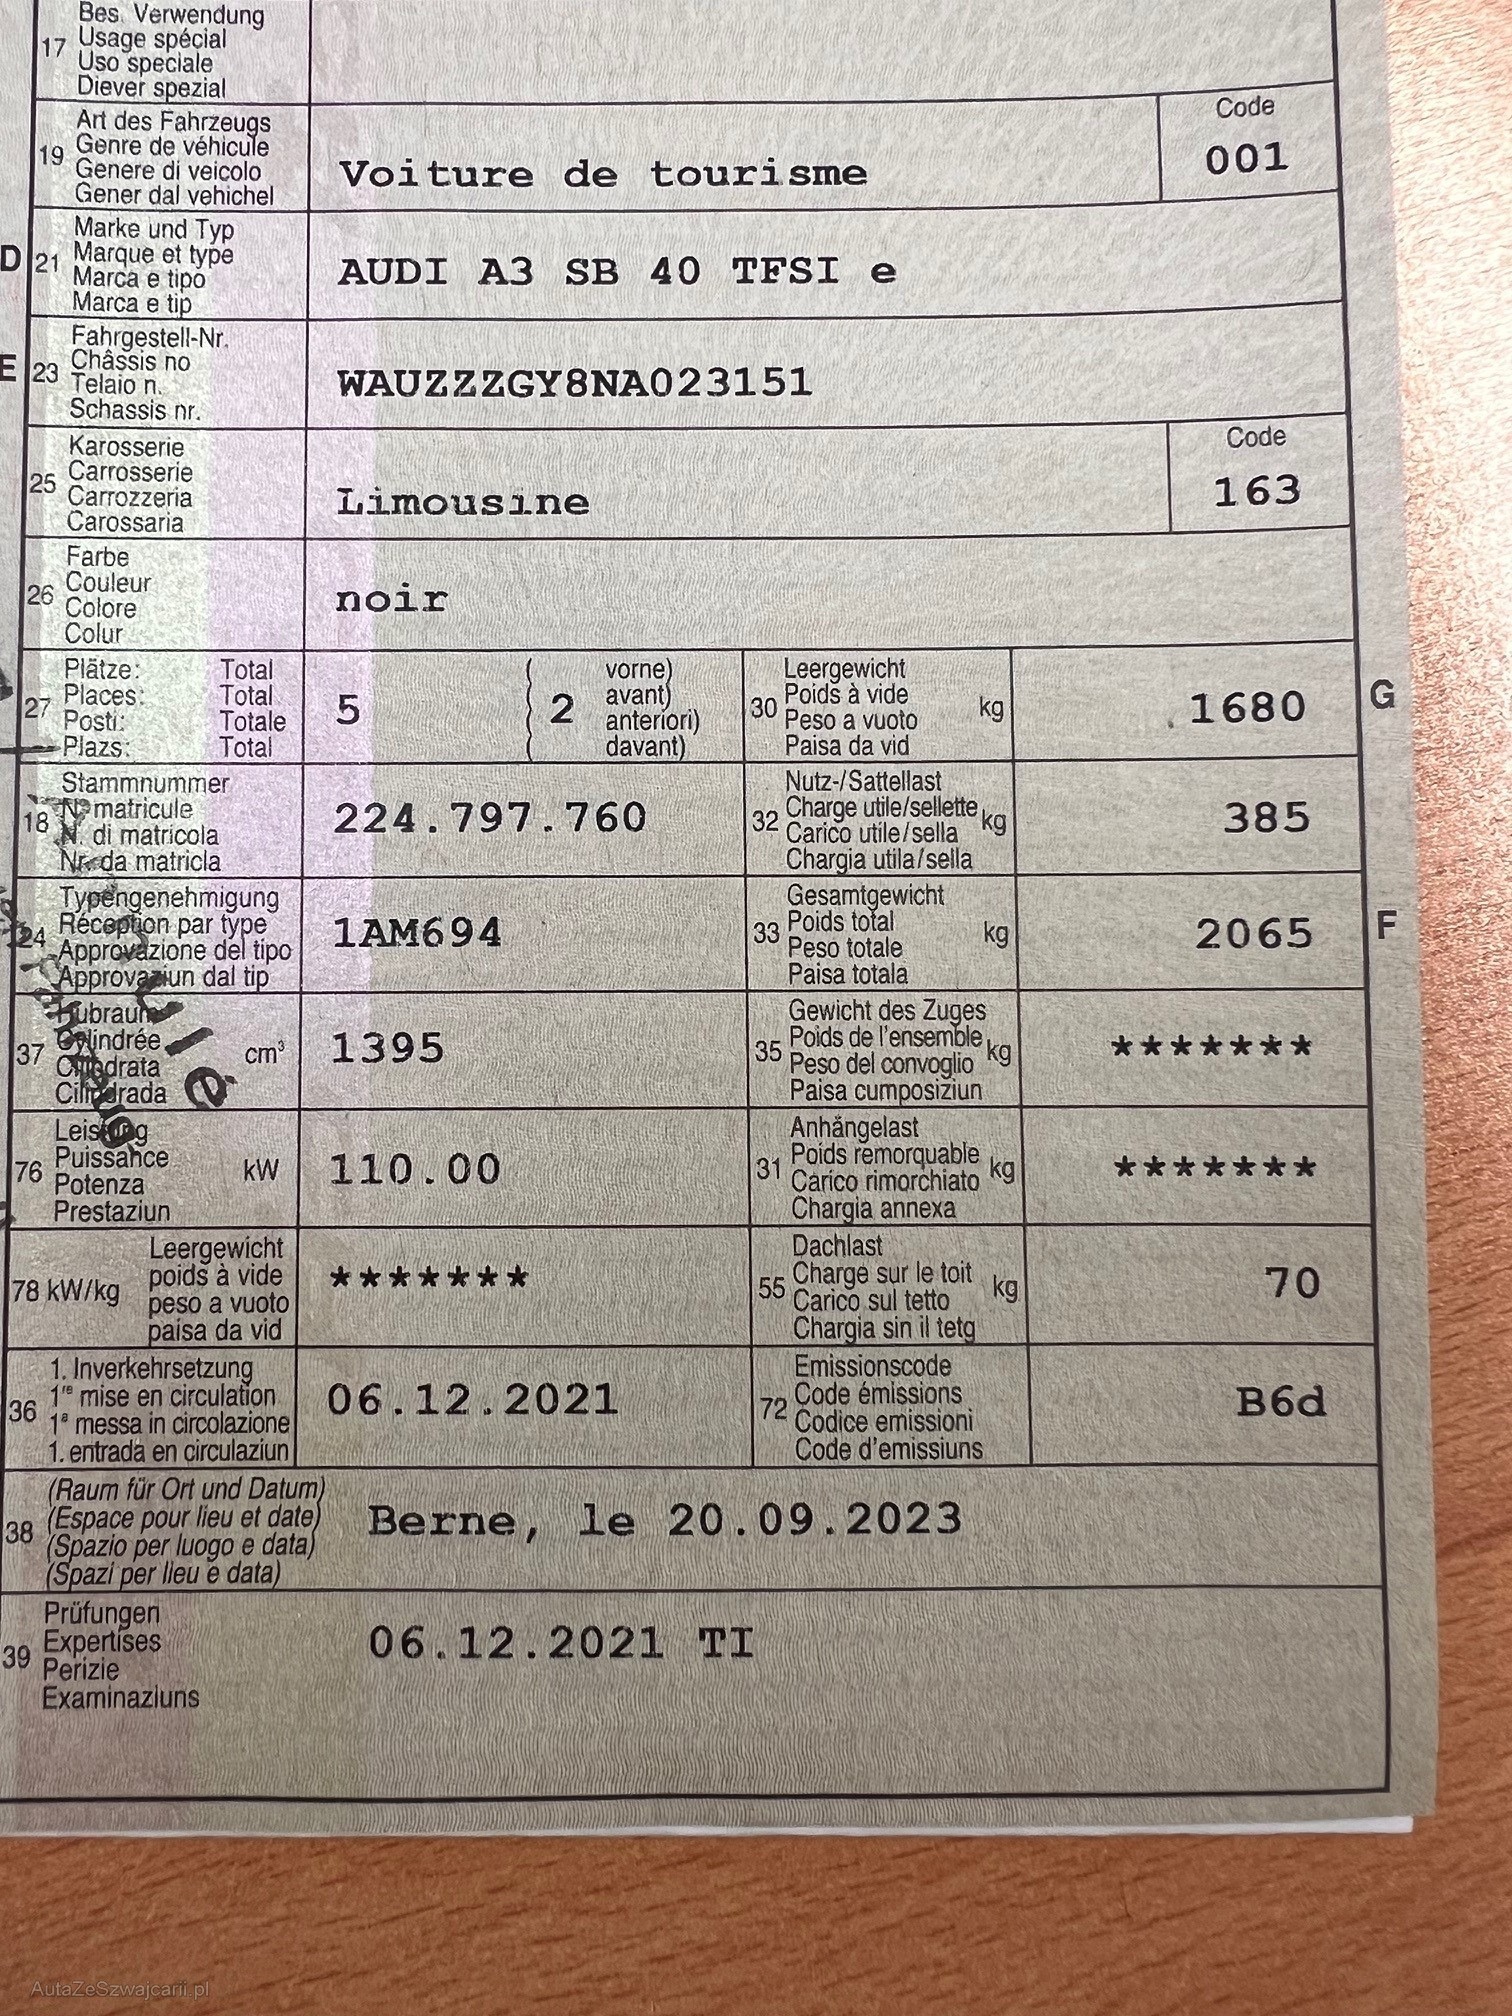 Bes. Verwendung
17 Usage spécial
Uso speciale
Diever spezial
Art des Fahrzeugs
19 Genre de véhicule
Genere di veicolo
Gener dal vehichel
Voiture de tourisme
Code
001
D 21 Marke und Typ
Marque et type
Marca e tipo
Marca e tip
AUDI A3 SB 40 TFSI e
E 23 Fahrgestell-Nr.
Châssis no
Telaio n.
Schassis nr.
WAUZZZGY8NA023151
25 Karosserie
Carrosserie
Carrozzeria
Carossaria
Limousine
Code
163
26 Farbe
Couleur
Colore
Colur
noir
27 Plätze: Total
Places: Total
Posti: Totale
Plazs: Total
5
2
vorne)
avant)
anteriori)
davant)
30 Leergewicht
Poids à vide
Peso a vuoto
Paisa da vid
kg
1680
G
18 Stammnummer
No matricule
N. di matricola
Nr. da matricla
224.797.760
32 Nutz-/Sattellast
Charge utile/sellette
Carico utile/sella
Chargia utila/sella
kg
385
24 Typengenehmigung
Réception par type
Approvazione del tipo
Approvaziun dal tip
1AM694
33 Gesamtgewicht
Poids total
Peso totale
Paisa totala
kg
2065
F
37 Hubraum
Cylindrée
Cilindrata
Cilindrada
cm³
1395
35 Gewicht des Zuges
Poids de l'ensemble
Peso del convoglio
Paisa cumposiziun
kg
*******
76 Leistung
Puissance
Potenza
Prestaziun
kW
110.00
31 Anhängelast
Poids remorquable
Carico rimorchiato
Chargia annexa
kg
*******
78 kW/kg
Leergewicht
poids à vide
peso a vuoto
paisa da vid
*******
55 Dachlast
Charge sur le toit
Carico sul tetto
Chargia sin il tetg
kg
70
36 1. Inverkehrsetzung
1re mise en circulation
1a messa in circolazione
1. entrada en circulaziun
06.12.2021
72 Emissionscode
Code émissions
Codice emissioni
Code d'emissiuns
B6d
38 (Raum für Ort und Datum)
(Espace pour lieu et date)
(Spazio per luogo e data)
(Spazi per lieu e data)
Berne, le 20.09.2023
39 Prüfungen
Expertises
Perizie
Examinaziuns
06.12.2021 TI
AutaZeSzwajcarii.pl